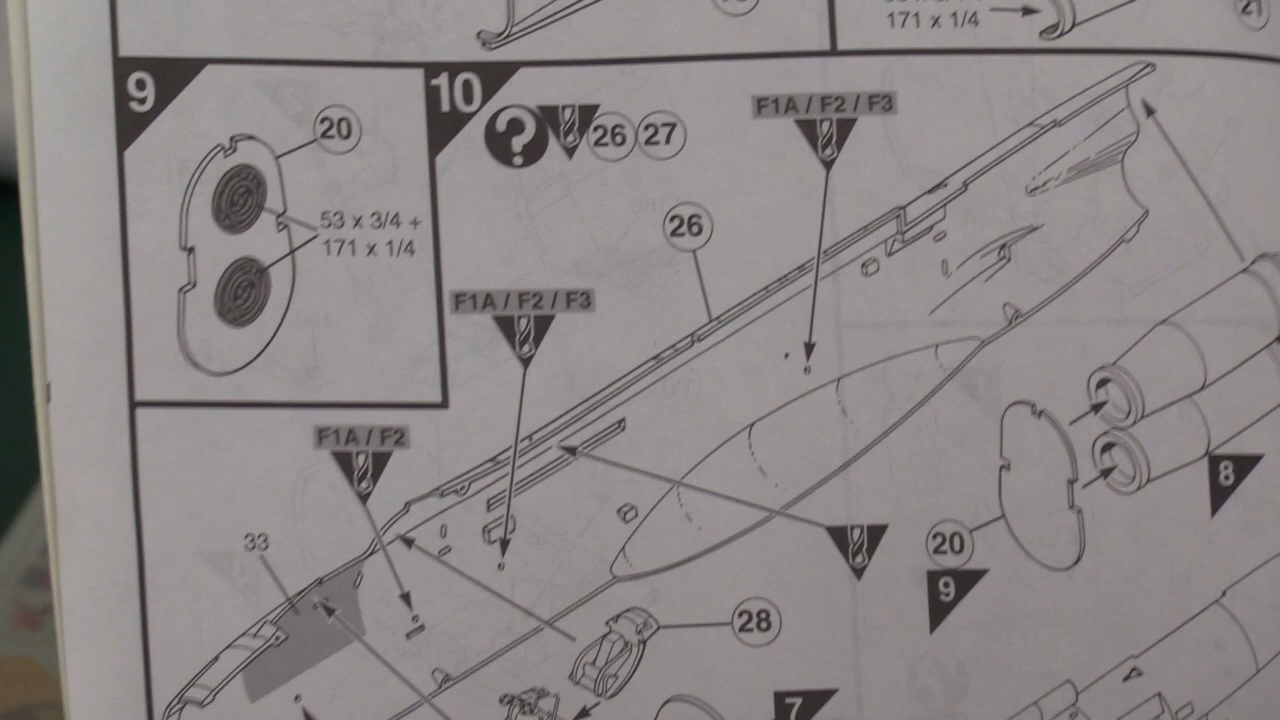 171 x 1/4
21
9
20
53 x 3/4 +
171 x 1/4
10
?
26
27
F1A / F2 / F3
26
F1A / F2 / F3
F1A / F2
33
28
20
9
8
7